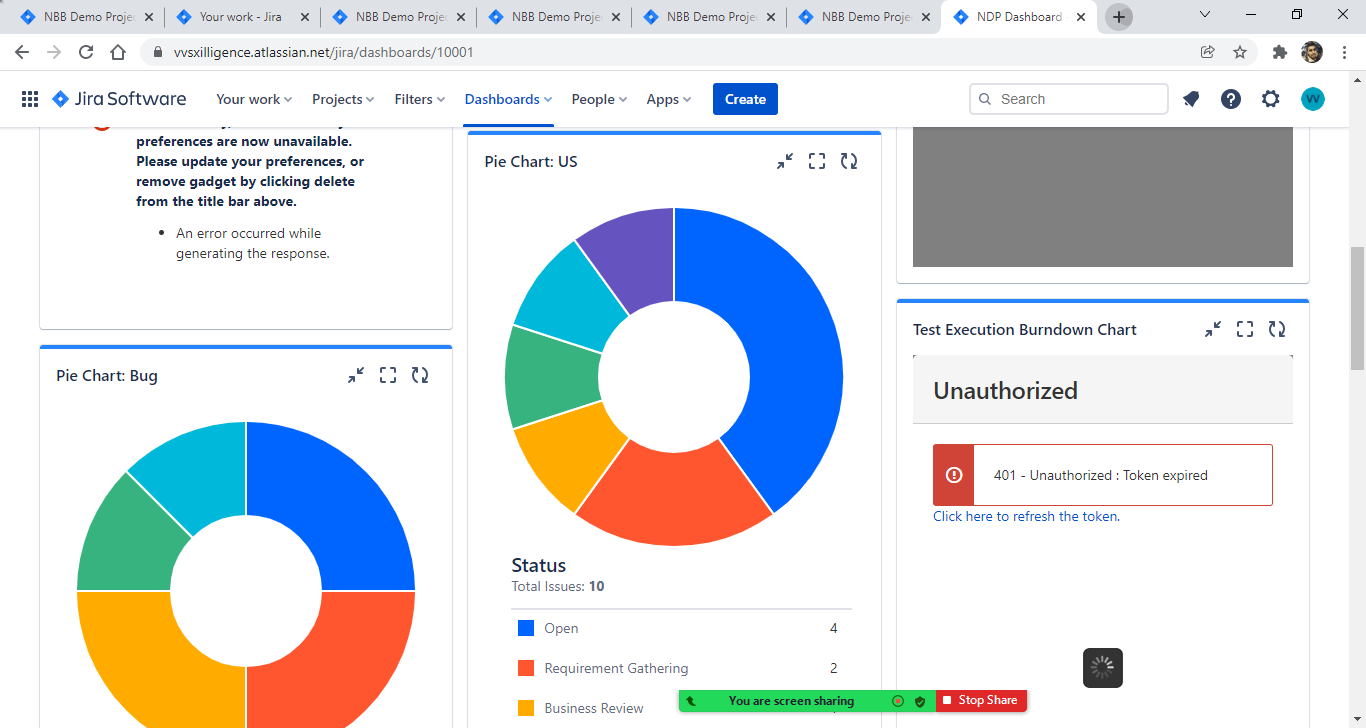 NBB Demo Proje
Your work - Jira
NBB Demo Proje
NBB Demo Proje
NBB Demo Proje
NBB Demo Proje
NDP Dashboard
vvsxilligence.atlassian.net/jira/dashboards/10001
Jira Software
Your work
Projects
Filters
Dashboards
People
Apps
Create
Search
VV
preferences are now unavailable.
Please update your preferences, or
remove gadget by clicking delete
from the title bar above.
• An error occurred while
generating the response.
Pie Chart: Bug
Pie Chart: US
Status
Total Issues: 10
Open 4
Requirement Gathering 2
Business Review
Test Execution Burndown Chart
Unauthorized
401 - Unauthorized : Token expired
Click here to refresh the token.
You are screen sharing
Stop Share